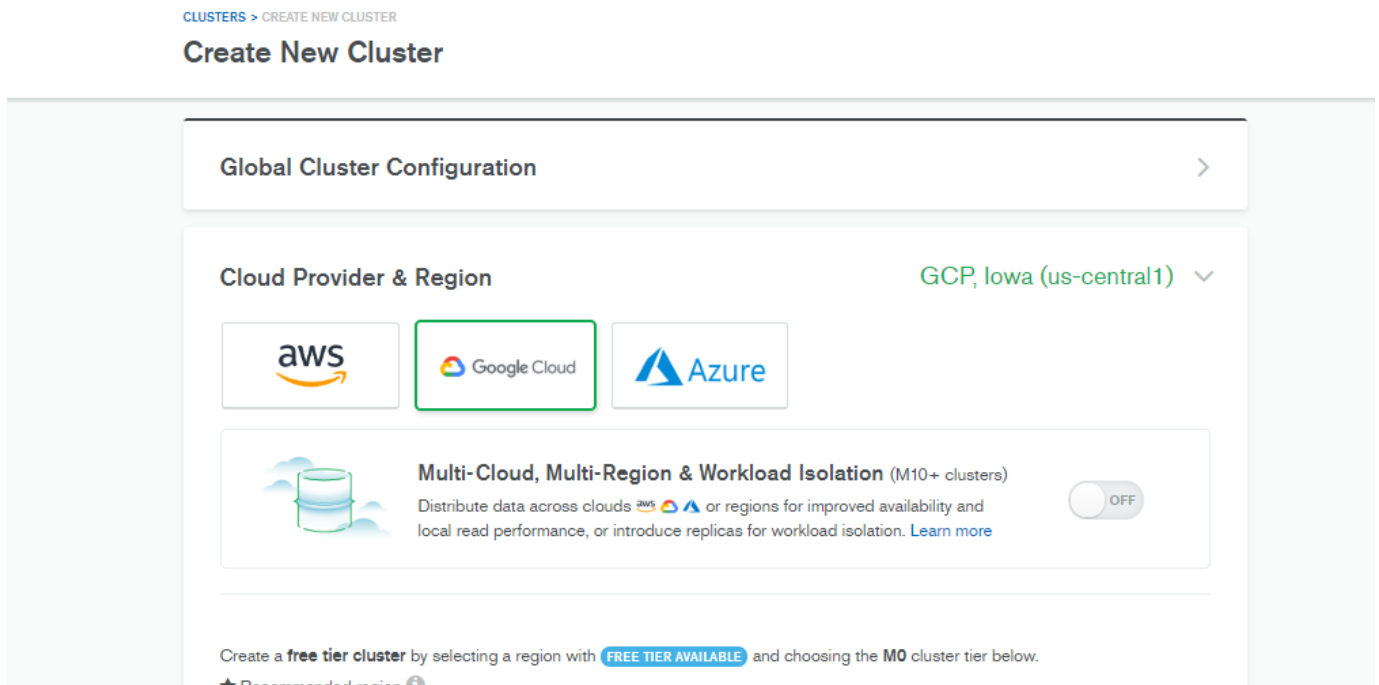 CLUSTERS > CREATE NEW CLUSTER
Create New Cluster
Global Cluster Configuration
Cloud Provider & Region
GCP, Iowa (us-central1)
aws
Google Cloud
Azure
Multi-Cloud, Multi-Region & Workload Isolation (M10+ clusters)
Distribute data across clouds aws or regions for improved availability and
local read performance, or introduce replicas for workload isolation. Learn more
OFF
Create a free tier cluster by selecting a region with FREE TIER AVAILABLE and choosing the M0 cluster tier below.
Recommended region